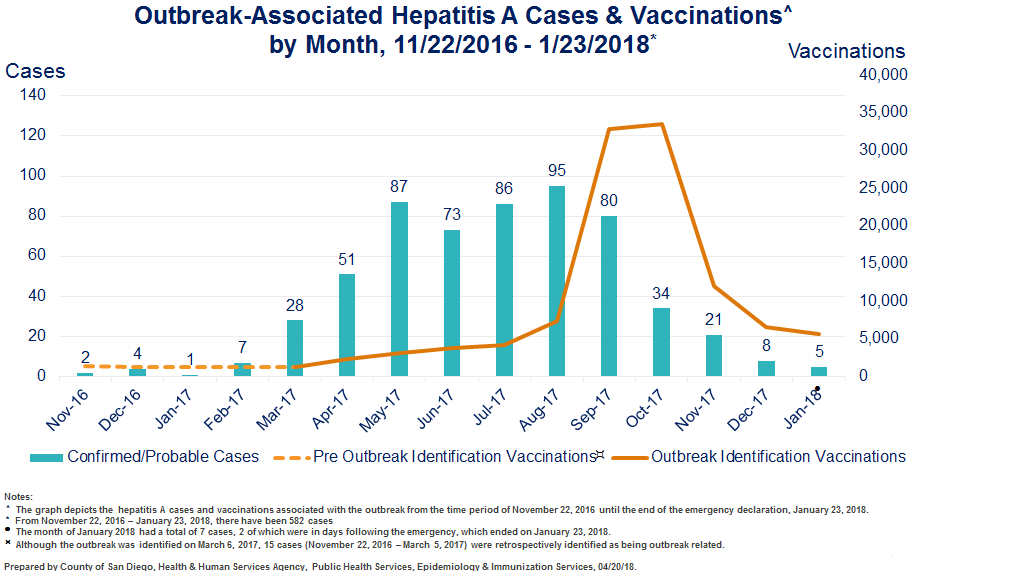 Outbreak-Associated Hepatitis A Cases & Vaccinations^
by Month, 11/22/2016 - 1/23/2018*
Cases
Vaccinations
140
120
100
80
60
40
20
0
40,000
35,000
30,000
25,000
20,000
15,000
10,000
5,000
0
2
4
1
7
28
51
87
73
86
95
80
34
21
8
5
Nov-16
Dec-16
Jan-17
Feb-17
Mar-17
Apr-17
May-17
Jun-17
Jul-17
Aug-17
Sep-17
Oct-17
Nov-17
Dec-17
Jan-18•
Confirmed/Probable Cases
Pre Outbreak Identification Vaccinations¤
Outbreak Identification Vaccinations
Notes:
^ The graph depicts the hepatitis A cases and vaccinations associated with the outbreak from the time period of November 22, 2016 until the end of the emergency declaration, January 23, 2018.
* From November 22, 2016 – January 23, 2018, there have been 582 cases
• The month of January 2018 had a total of 7 cases, 2 of which were in days following the emergency, which ended on January 23, 2018.
¤ Although the outbreak was identified on March 6, 2017, 15 cases (November 22, 2016 – March 5, 2017) were retrospectively identified as being outbreak related.
Prepared by County of San Diego, Health & Human Services Agency, Public Health Services, Epidemiology & Immunization Services, 04/20/18.